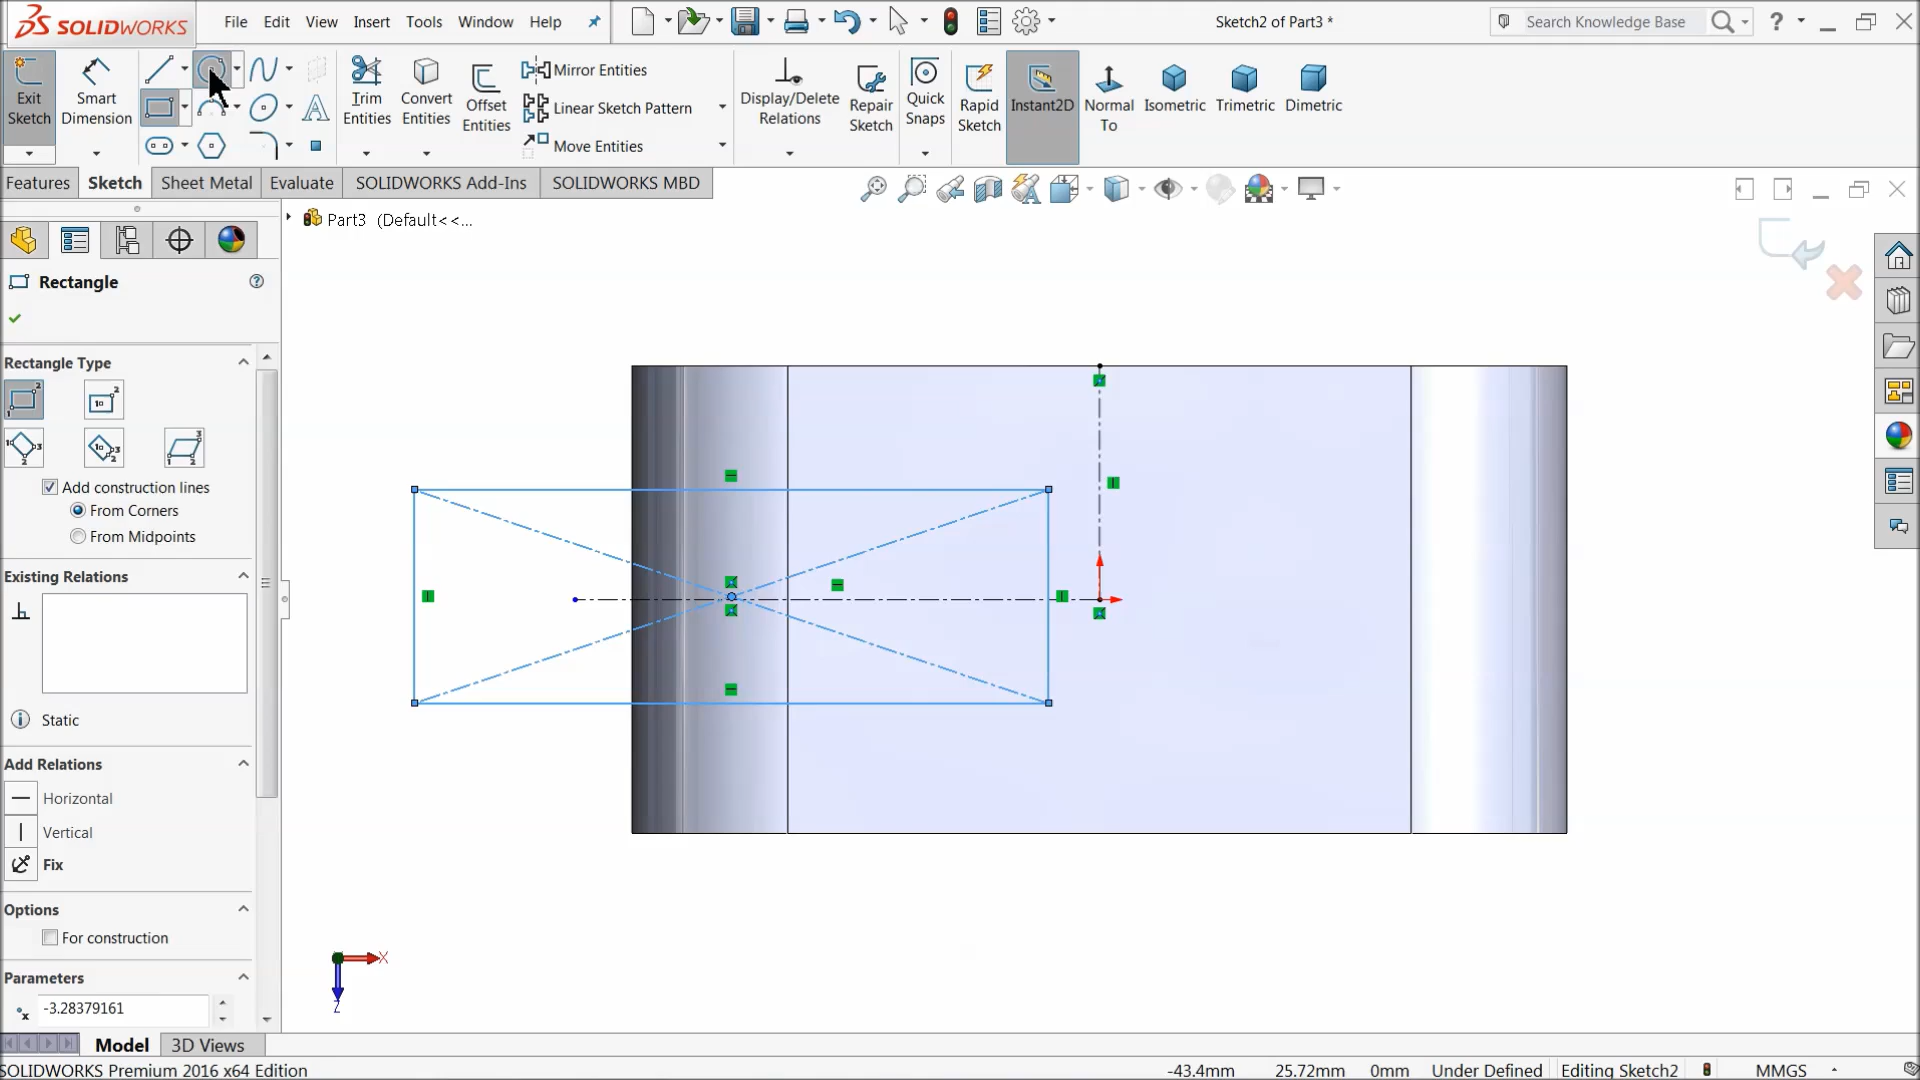 SOLIDWORKS
File Edit View Insert Tools Window Help
Sketch2 of Part3 *
Search Knowledge Base
?
Exit Sketch
Smart Dimension
Trim Entities
Convert Entities
Offset Entities
Mirror Entities
Linear Sketch Pattern
Move Entities
Display/Delete Relations
Repair Sketch
Quick Snaps
Rapid Sketch
Instant2D
Normal To
Isometric
Trimetric
Dimetric
Features Sketch Sheet Metal Evaluate SOLIDWORKS Add-Ins SOLIDWORKS MBD
Part3 (Default<<...
Rectangle
Rectangle Type
Add construction lines
From Corners
From Midpoints
Existing Relations
Static
Add Relations
Horizontal
Vertical
Fix
Options
For construction
Parameters
-3.28379161
X
Z
Model 3D Views
SOLIDWORKS Premium 2016 x64 Edition
-43.4mm 25.72mm 0mm Under Defined Editing Sketch2 MMGS